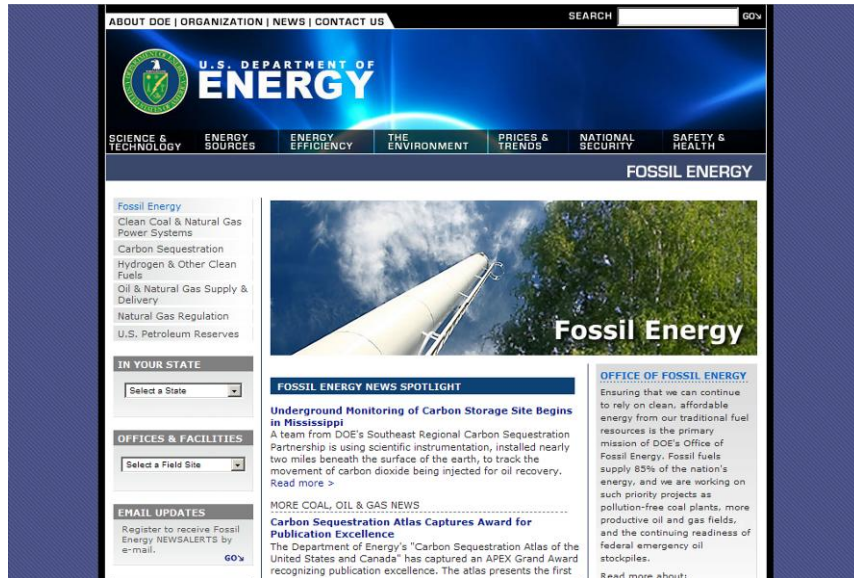 ABOUT DOE | ORGANIZATION | NEWS | CONTACT US
SEARCH
GO
U.S. DEPARTMENT OF
ENERGY
SCIENCE &
TECHNOLOGY
ENERGY
SOURCES
ENERGY
EFFICIENCY
THE
ENVIRONMENT
PRICES &
TRENDS
NATIONAL
SECURITY
SAFETY &
HEALTH
FOSSIL ENERGY
Fossil Energy
Clean Coal & Natural Gas
Power Systems
Carbon Sequestration
Hydrogen & Other Clean
Fuels
Oil & Natural Gas Supply &
Delivery
Natural Gas Regulation
U.S. Petroleum Reserves
IN YOUR STATE
Select a State
OFFICES & FACILITIES
Select a Field Site
EMAIL UPDATES
Register to receive Fossil
Energy NEWSALERTS by
e-mail.
GO
Fossil Energy
FOSSIL ENERGY NEWS SPOTLIGHT
Underground Monitoring of Carbon Storage Site Begins
in Mississippi
A team from DOE's Southeast Regional Carbon Sequestration
Partnership is using scientific instrumentation, installed nearly
two miles beneath the surface of the earth, to track the
movement of carbon dioxide being injected for oil recovery.
Read more >
MORE COAL, OIL & GAS NEWS
Carbon Sequestration Atlas Captures Award for
Publication Excellence
The Department of Energy's "Carbon Sequestration Atlas of the
United States and Canada" has captured an APEX Grand Award
recognizing publication excellence. The atlas presents the first
OFFICE OF FOSSIL ENERGY
Ensuring that we can continue
to rely on clean, affordable
energy from our traditional fuel
resources is the primary
mission of DOE's Office of
Fossil Energy. Fossil fuels
supply 85% of the nation's
energy, and we are working on
such priority projects as
pollution-free coal plants, more
productive oil and gas fields,
and the continuing readiness of
federal emergency oil
stockpiles.
Read more about: